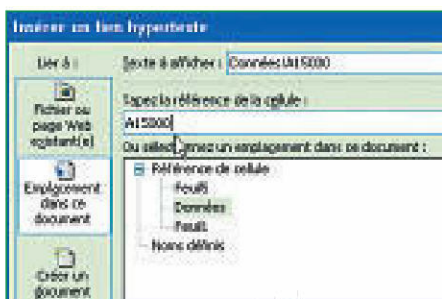 Insérer un lien hypertexte
Lier à :
Texte à afficher : Données!A15000
Fichier ou
page Web
existant(e)
Emplacement
dans ce
document
Créer un
document
Tapez la référence de la cellule :
A15000
Ou sélectionnez un emplacement dans ce document :
Référence de cellule
Données
Feuil1
Noms définis